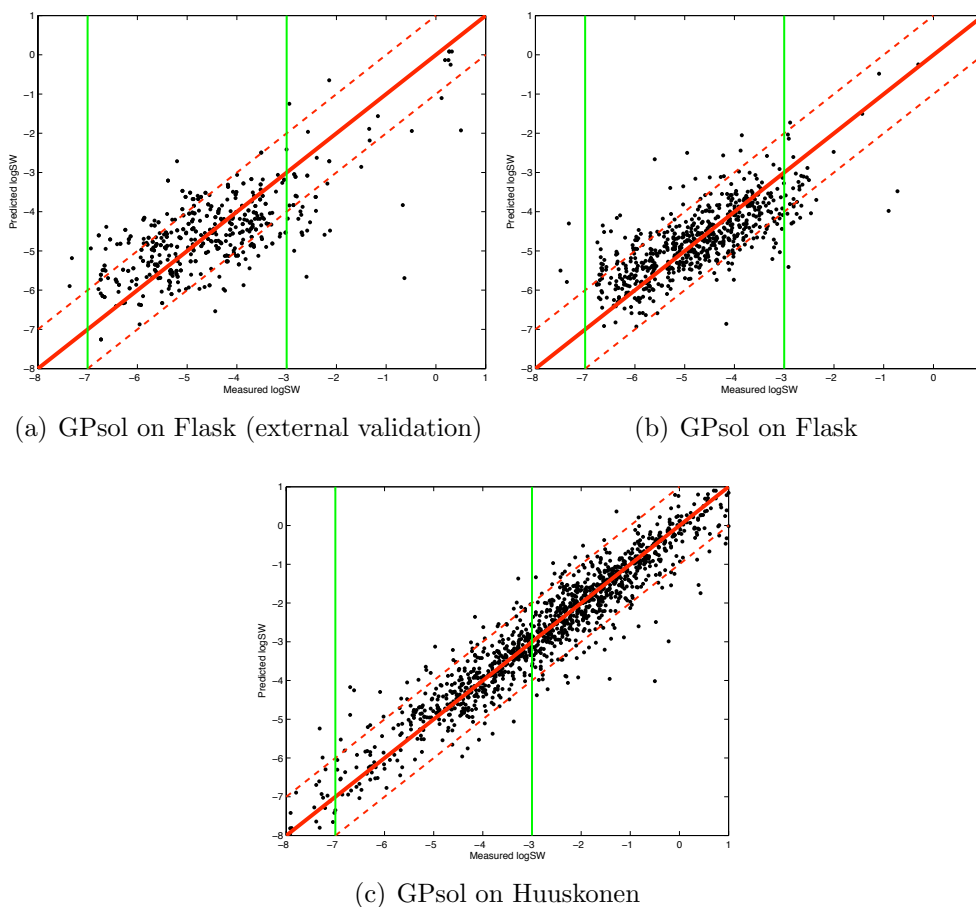 1
0
−1
−2
−3
−4
−5
−6
−7
−8
Predicted logSW
−8 −7 −6 −5 −4 −3 −2 −1 0 1
Measured logSW
(a) GPsol on Flask (external validation)
1
0
−1
−2
−3
−4
−5
−6
−7
−8
Predicted logSW
−8 −7 −6 −5 −4 −3 −2 −1 0
Measured logSW
(b) GPsol on Flask
1
0
−1
−2
−3
−4
−5
−6
−7
−8
Predicted logSW
−8 −7 −6 −5 −4 −3 −2 −1 0 1
Measured logSW
(c) GPsol on Huuskonen